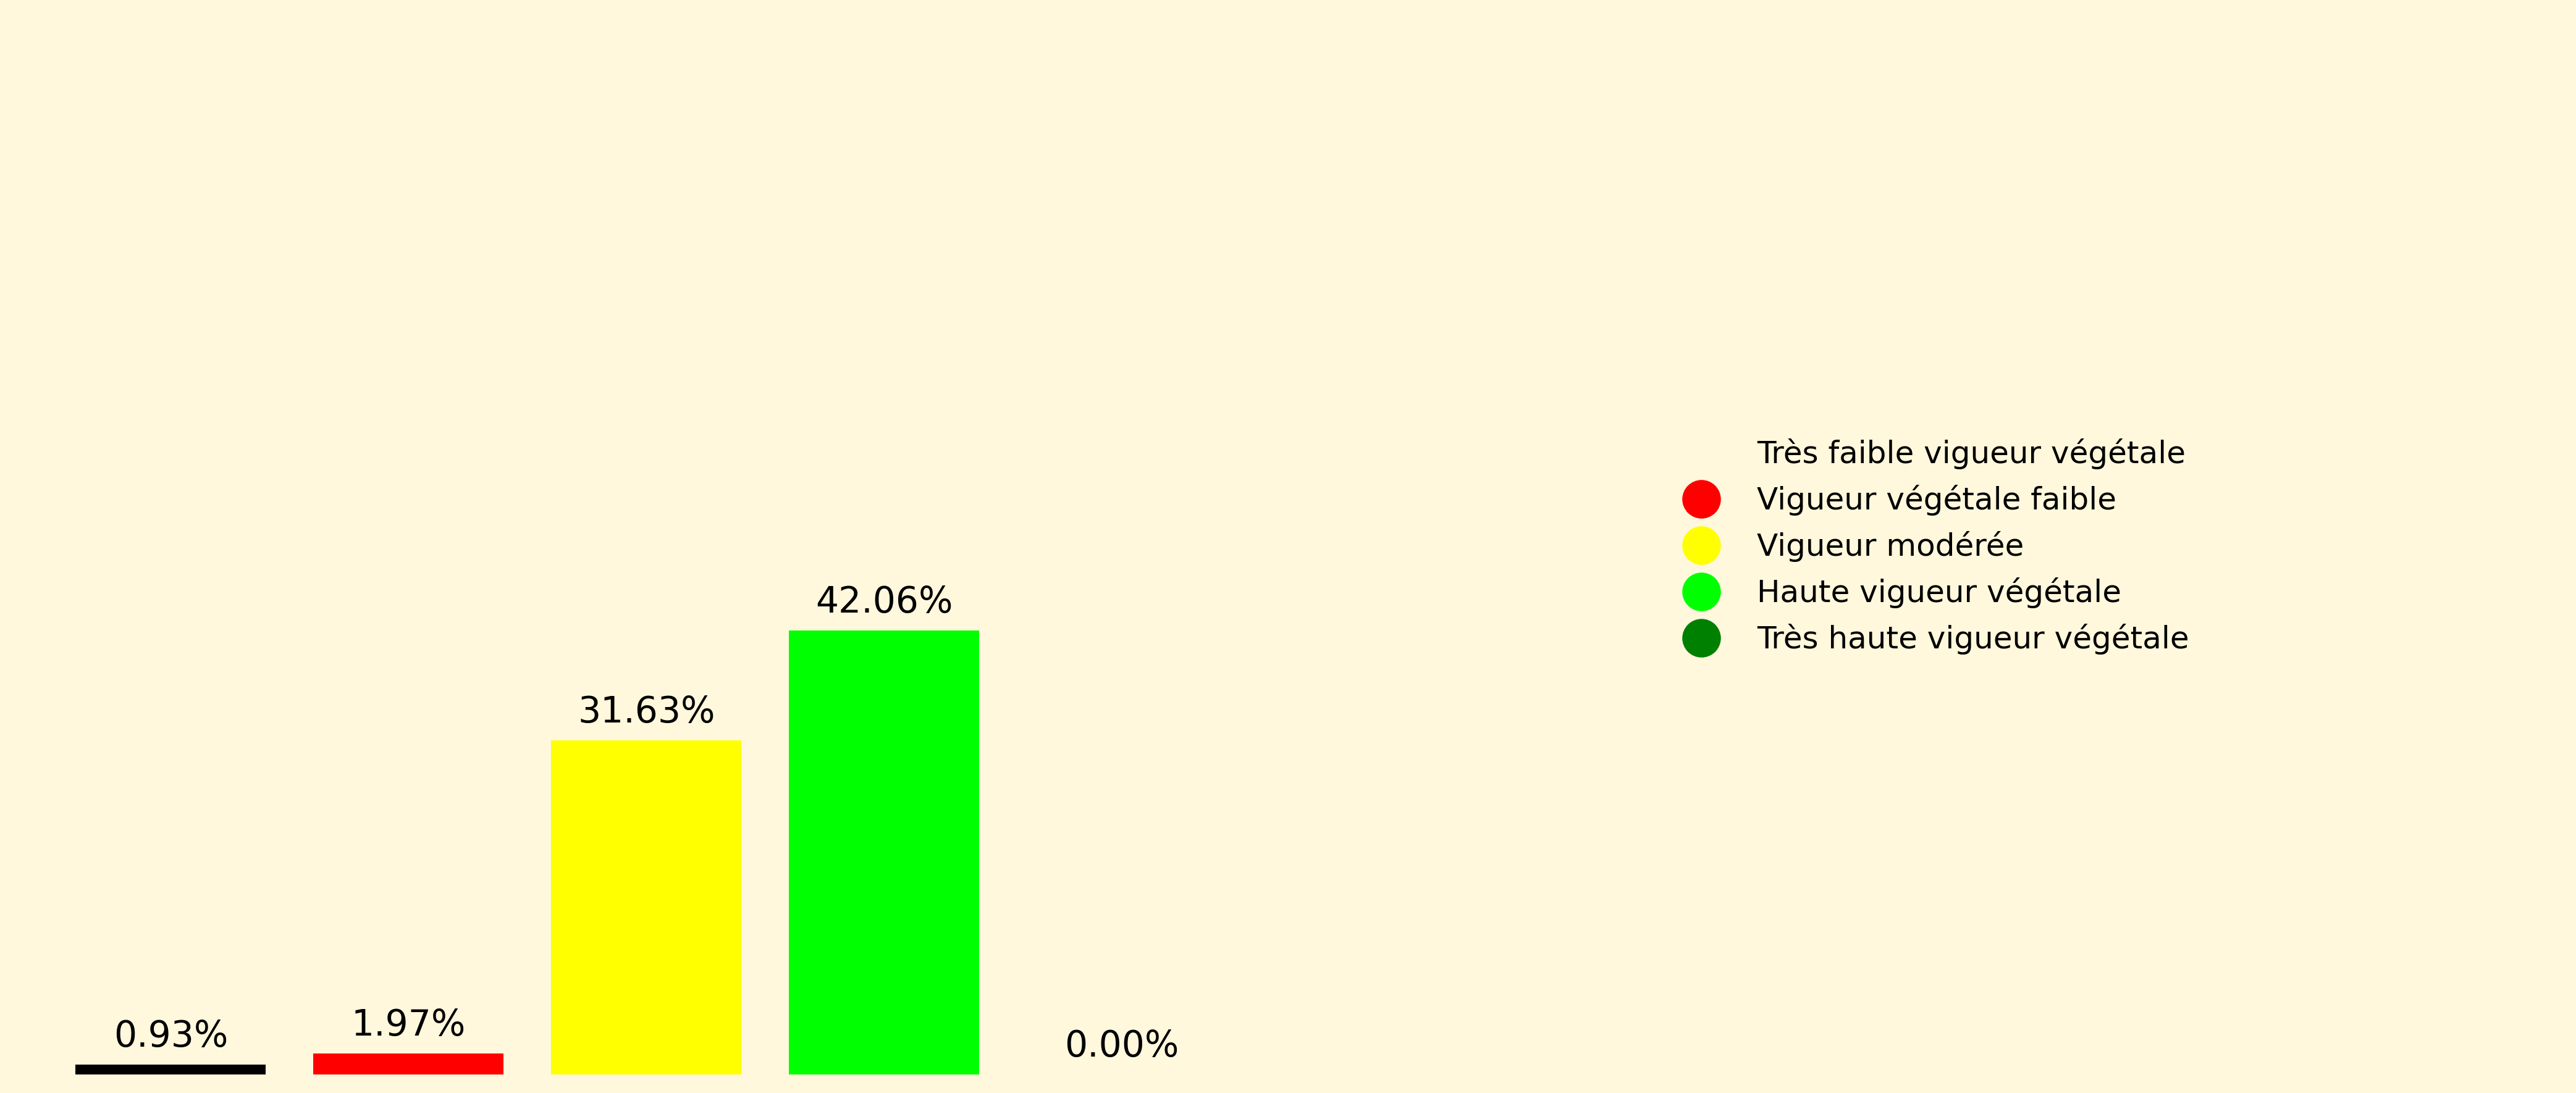 0.93%
1.97%
31.63%
42.06%
0.00%
Très faible vigueur végétale
Vigueur végétale faible
Vigueur modérée
Haute vigueur végétale
Très haute vigueur végétale